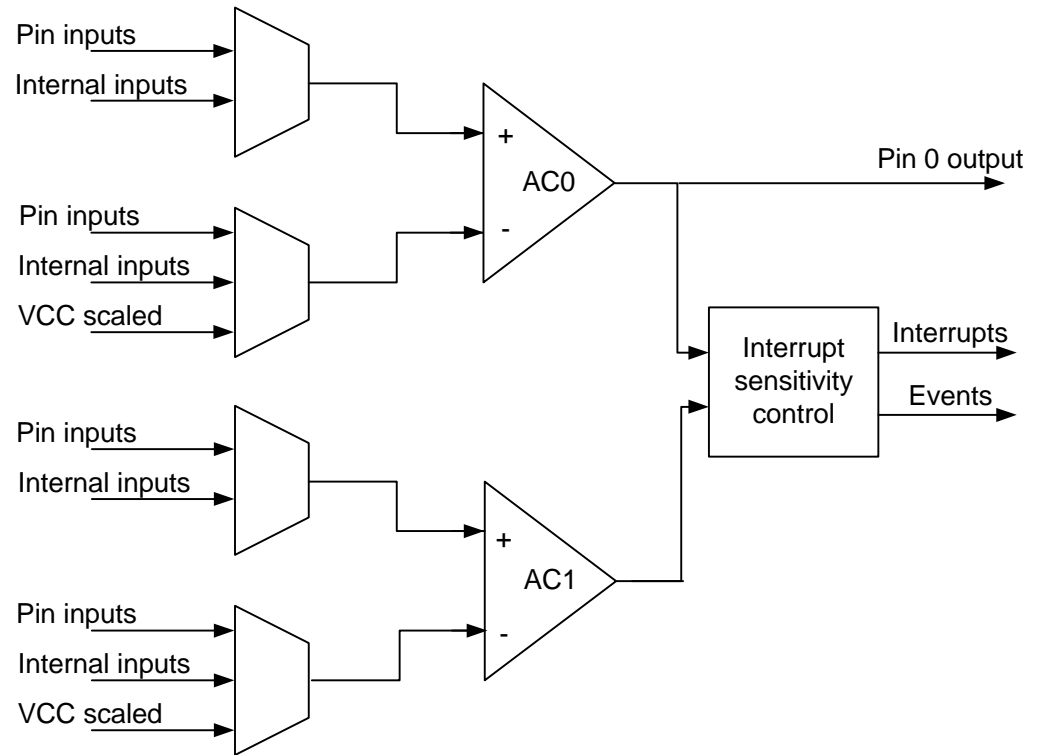 Pin inputs
Internal inputs
+
AC0
-
Pin 0 output
Pin inputs
Internal inputs
VCC scaled
Interrupt
sensitivity
control
Interrupts
Events
Pin inputs
Internal inputs
+
AC1
-
Pin inputs
Internal inputs
VCC scaled